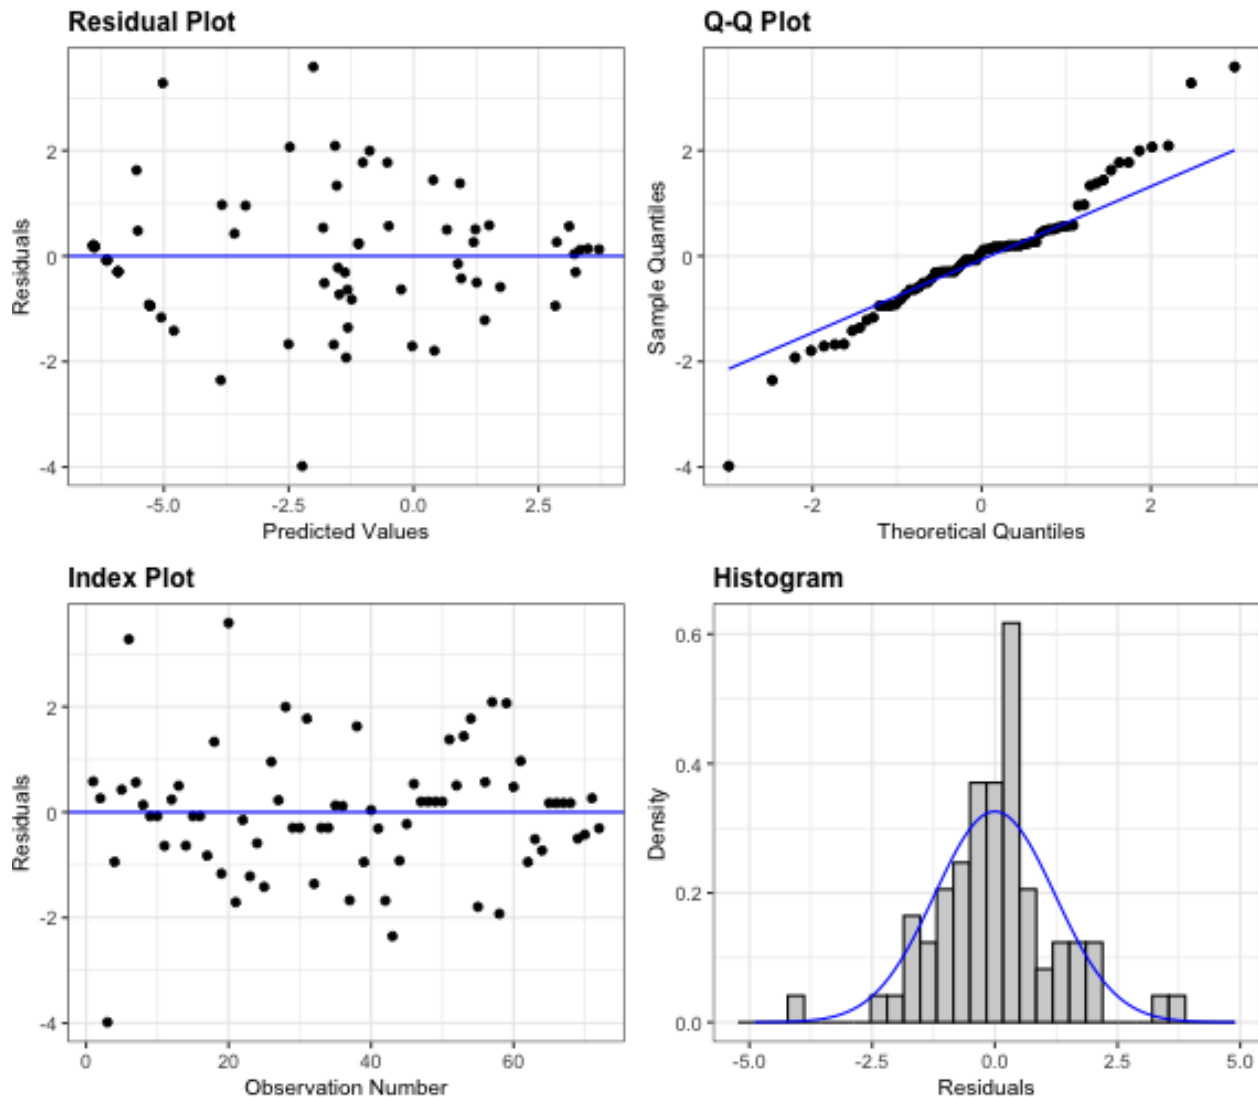 Residual Plot
2
0
-2
-4
Residuals
-5.0 -2.5 0.0 2.5
Predicted Values
Q-Q Plot
2
0
-2
-4
Sample Quantiles
-2 0 2
Theoretical Quantiles
Index Plot
2
0
-2
-4
Residuals
0 20 40 60
Observation Number
Histogram
0.6
0.4
0.2
0.0
Density
-5.0 -2.5 0.0 2.5 5.0
Residuals